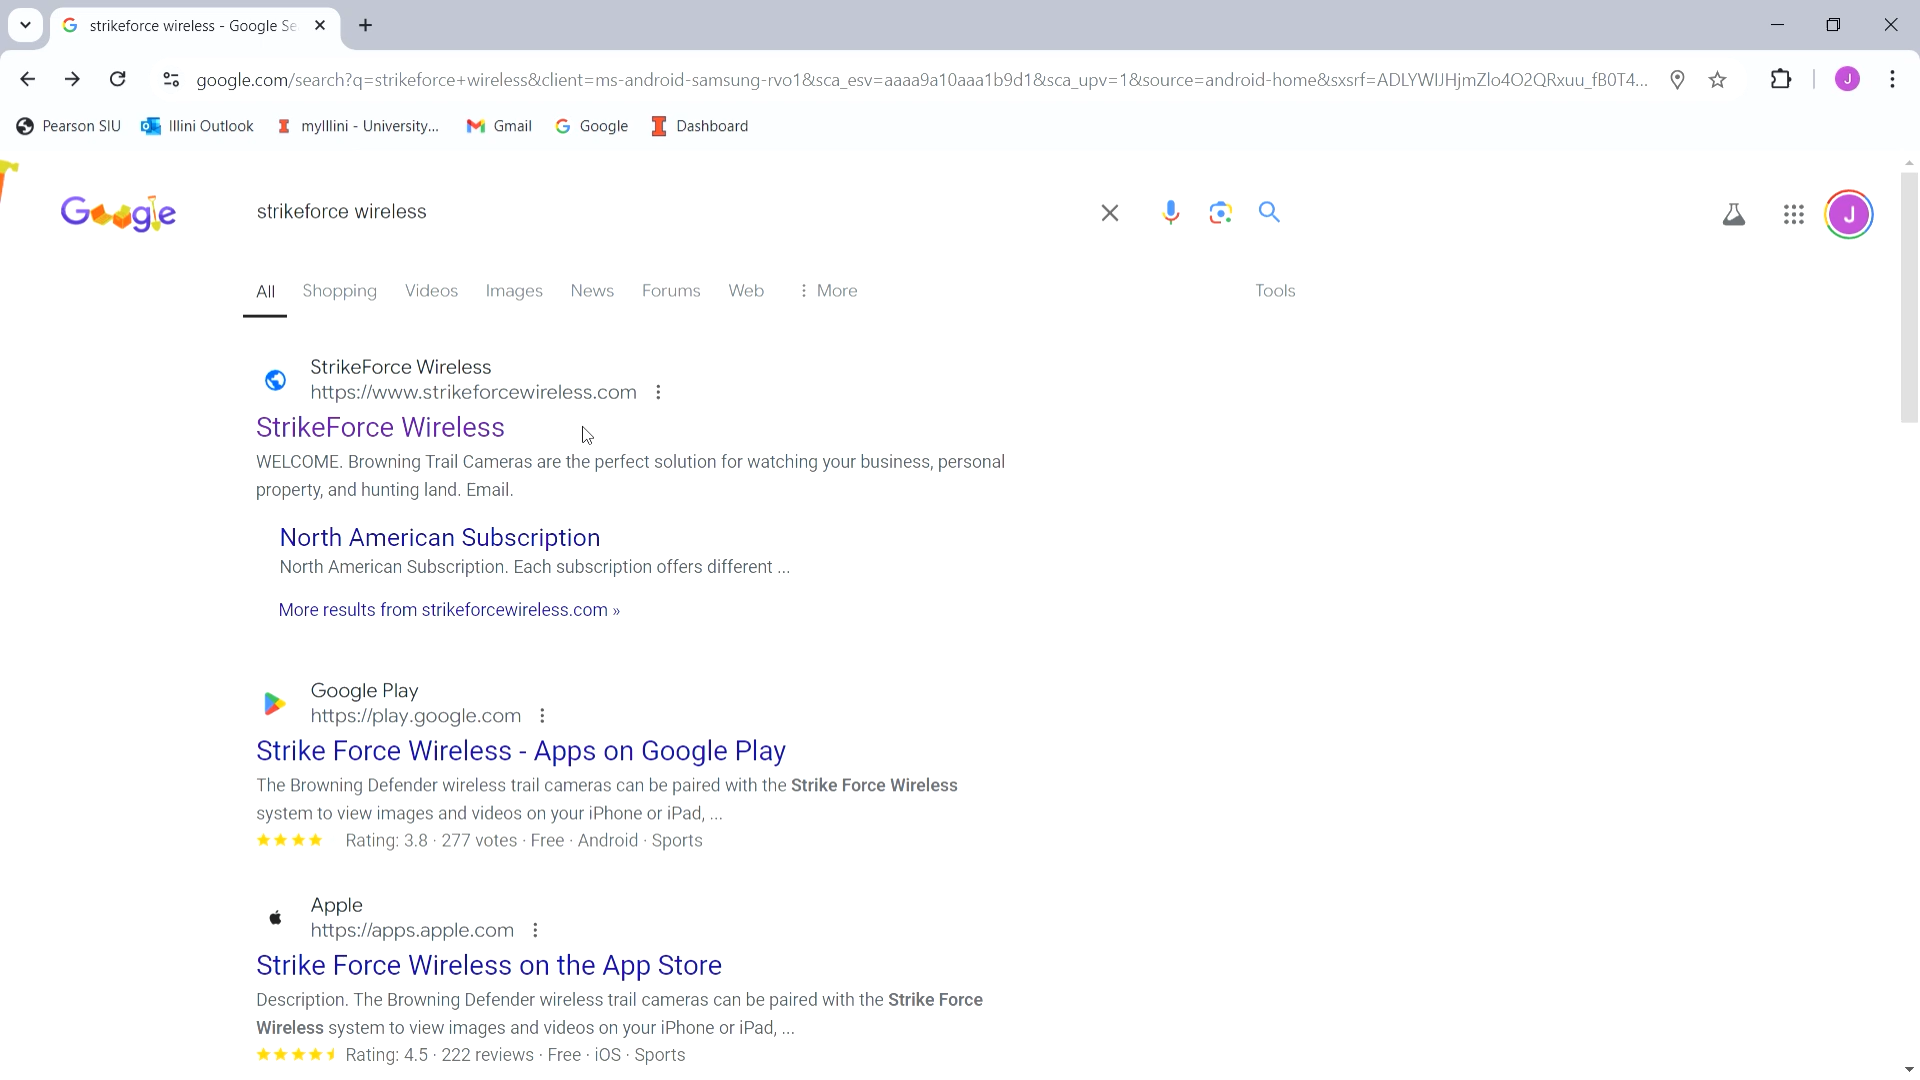 strikeforce wireless - Google Se
google.com/search?q=strikeforce+wireless&client=ms-android-samsung-rvo1&sca_esv=aaaa9a10aaa1b9d1&sca_upv=1&source=android-home&sxsrf=ADLYWIJHjmZlo4O2QRxuu_fB0T4...
J
Pearson SIU
Illini Outlook
myIllini - University...
Gmail
Google
Dashboard
Google
strikeforce wireless
J
All
Shopping
Videos
Images
News
Forums
Web
More
Tools
StrikeForce Wireless
https://www.strikeforcewireless.com
StrikeForce Wireless
WELCOME. Browning Trail Cameras are the perfect solution for watching your business, personal
property, and hunting land. Email.
North American Subscription
North American Subscription. Each subscription offers different ...
More results from strikeforcewireless.com »
Google Play
https://play.google.com
Strike Force Wireless - Apps on Google Play
The Browning Defender wireless trail cameras can be paired with the Strike Force Wireless
system to view images and videos on your iPhone or iPad, ...
Rating: 3.8 · 277 votes · Free · Android · Sports
Apple
https://apps.apple.com
Strike Force Wireless on the App Store
Description. The Browning Defender wireless trail cameras can be paired with the Strike Force
Wireless system to view images and videos on your iPhone or iPad, ...
Rating: 4.5 · 222 reviews · Free · iOS · Sports